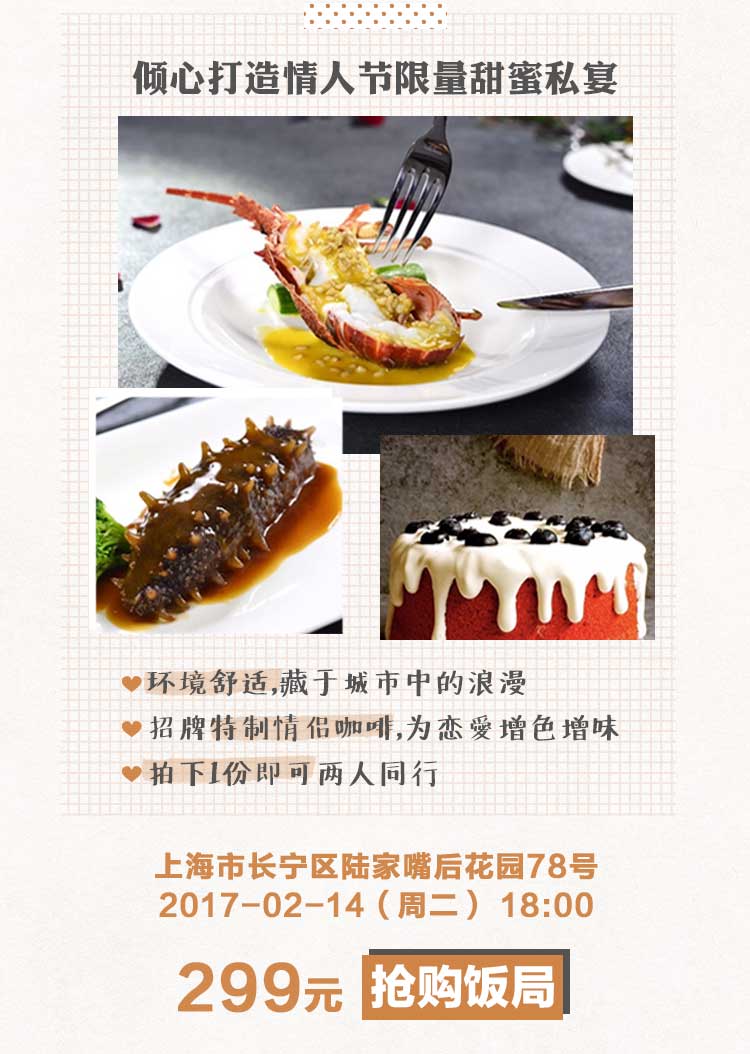 倾心打造情人节限量甜蜜私宴
环境舒适,藏于城市中的浪漫
招牌特制情侣咖啡,为恋愛增色增味
拍下1份即可两人同行
上海市长宁区陆家嘴后花园78号
2017-02-14（周二） 18:00
299元 抢购饭局